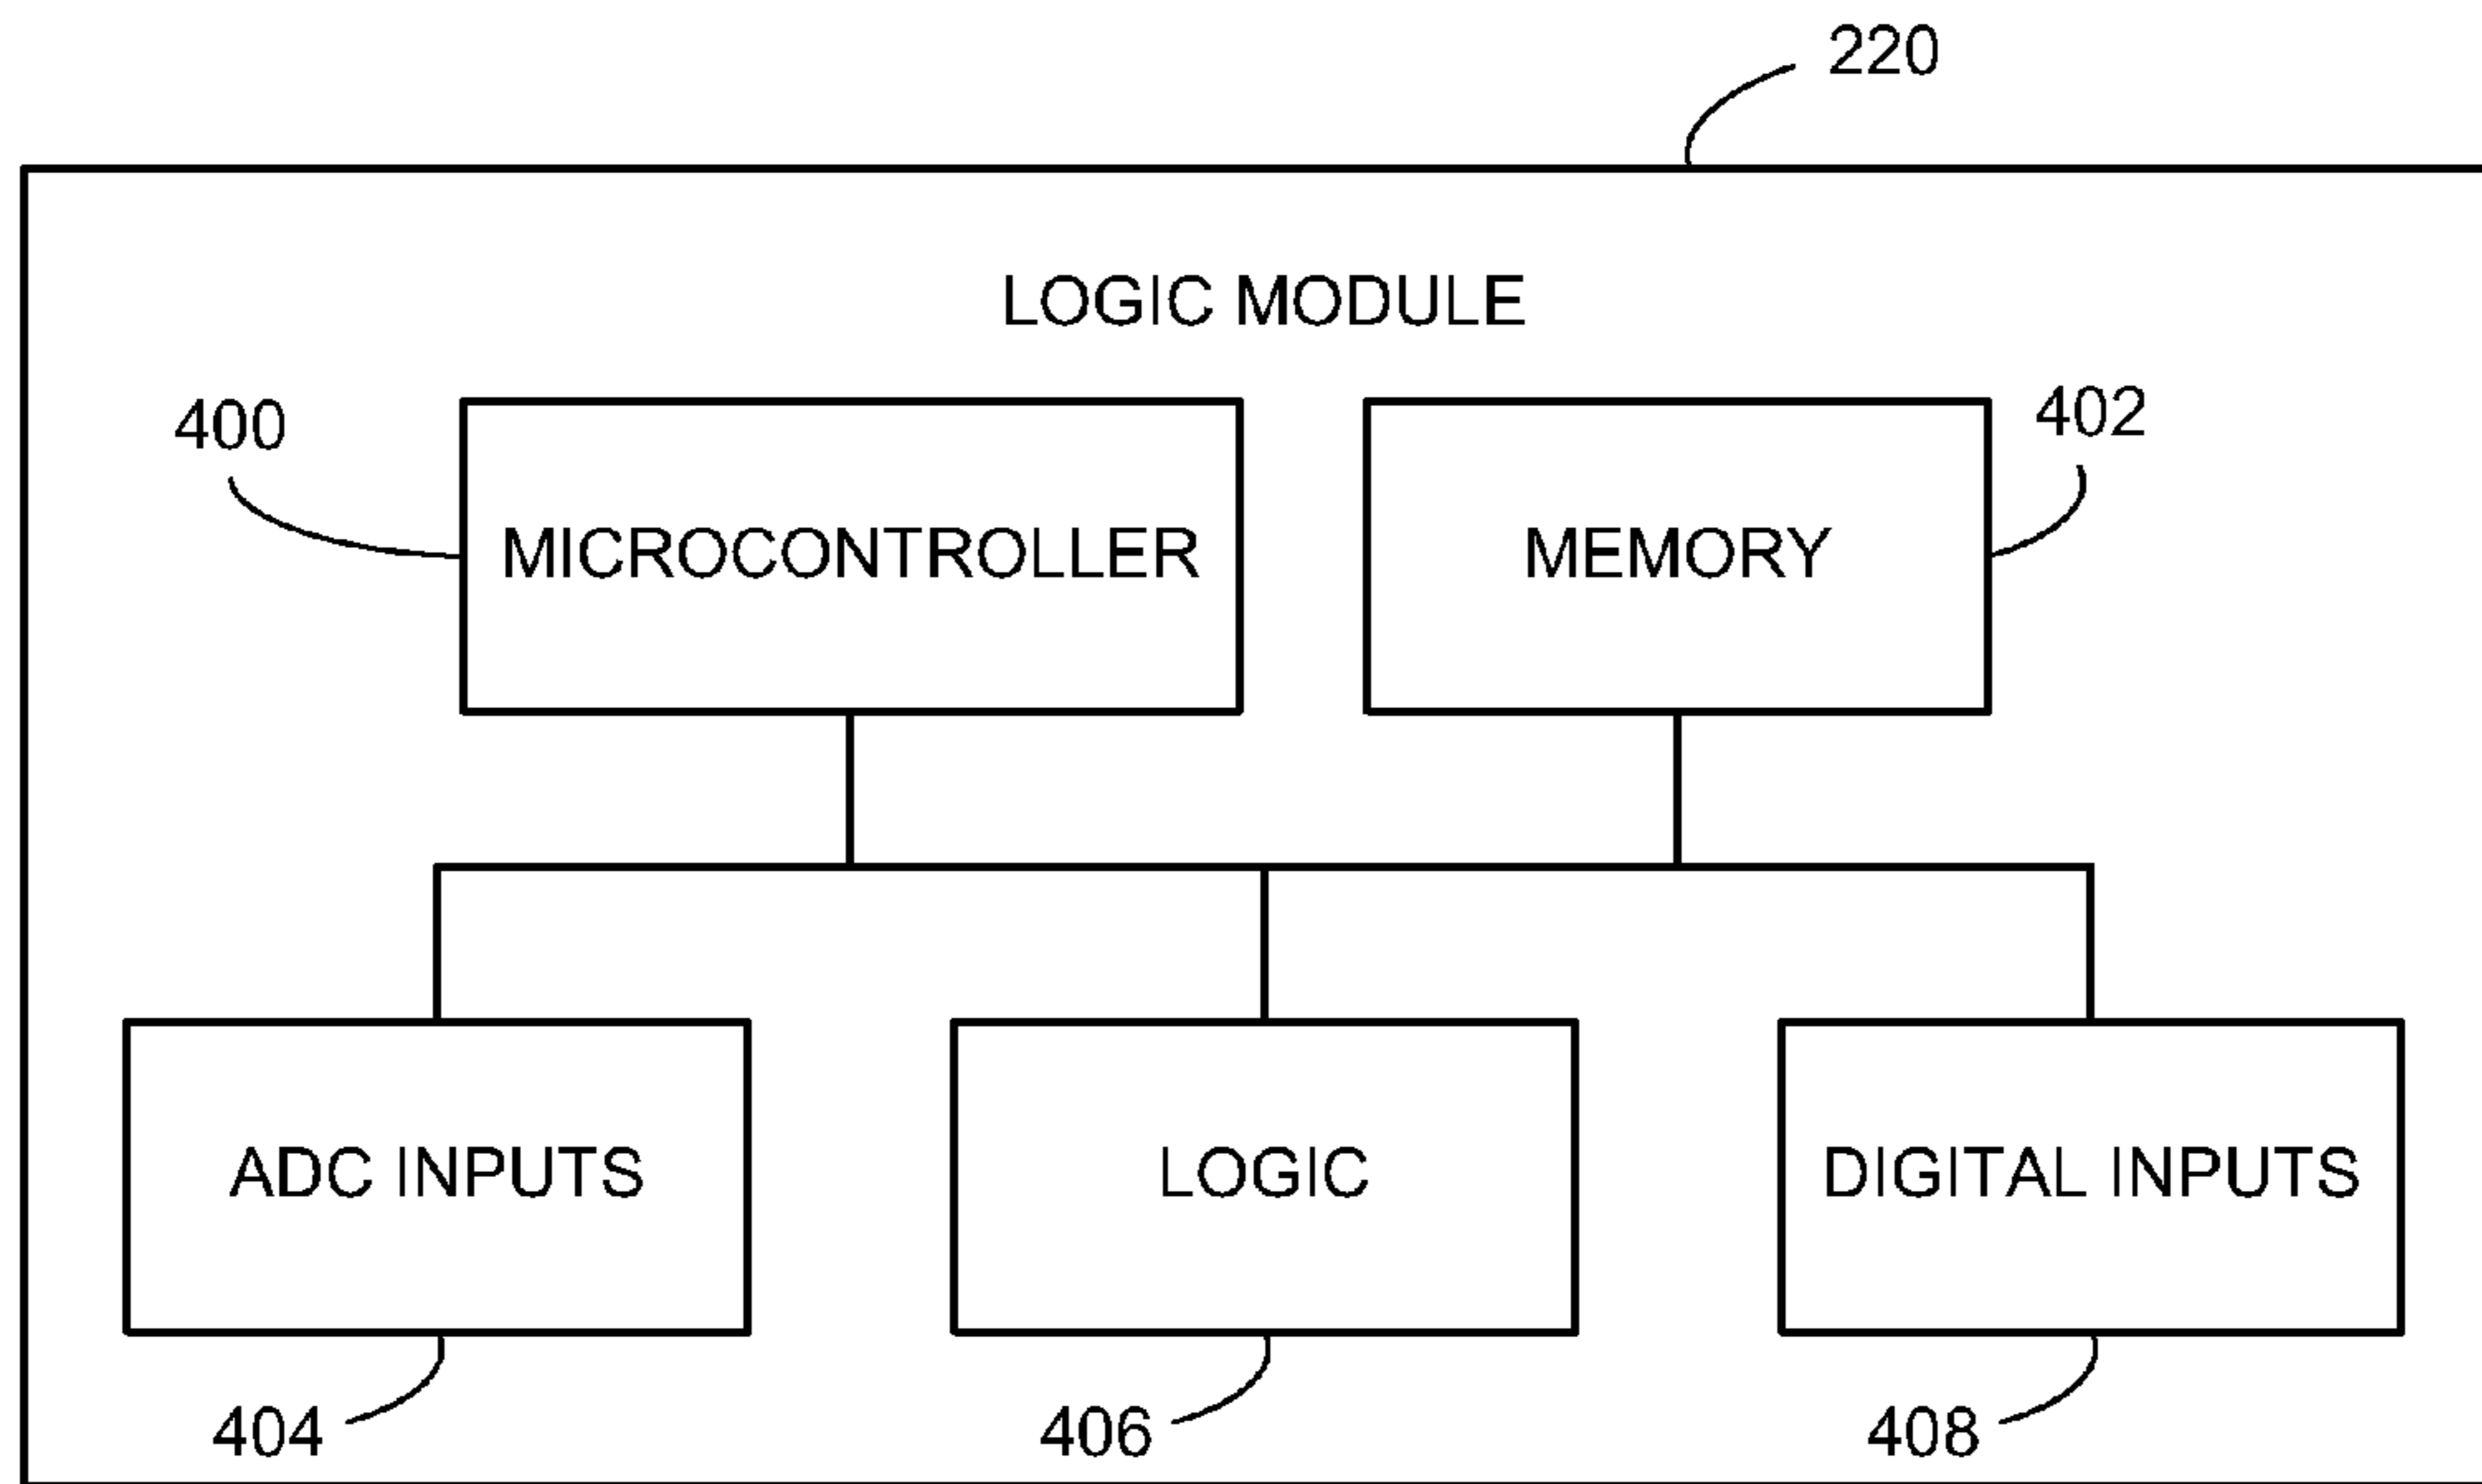 220
LOGIC MODULE
400
402
MICROCONTROLLER
MEMORY
ADC INPUTS
LOGIC
DIGITAL INPUTS
404
406
408